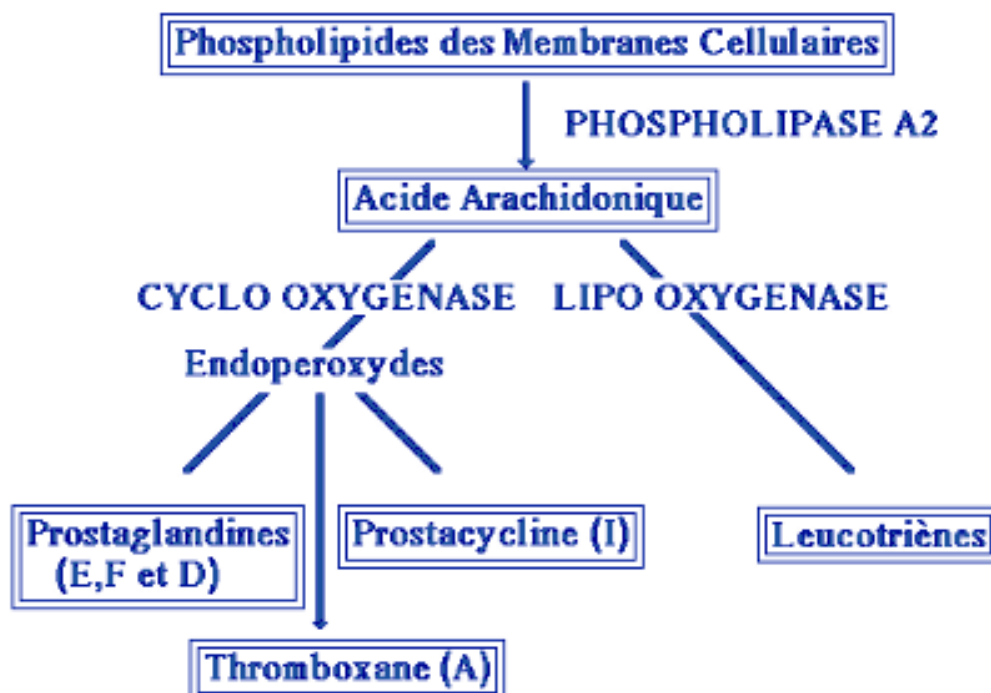 Phospholipides des Membranes Cellulaires
PHOSPHOLIPASE A2
Acide Arachidonique
CYCLO OXYGENASE
LIPO OXYGENASE
Endoperoxydes
Prostaglandines
(E,F et D)
Prostacycline (I)
Leucotriènes
Thromboxane (A)